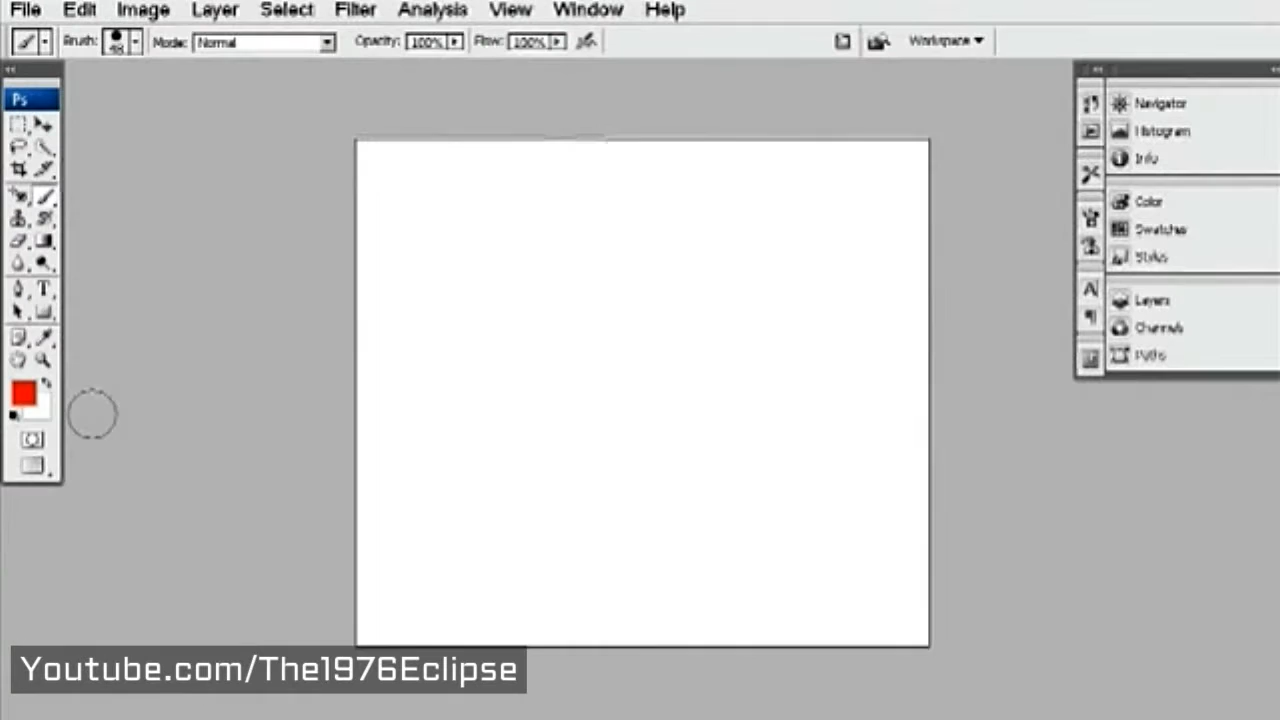 File Edit Image Layer Select Filter Analysis View Window Help
Brush: Mode: Normal Opacity: 100% Flow: 100% Workspace
Ps
Navigator
Histogram
Info
Color
Swatches
Styles
Layers
Channels
Paths
Youtube.com/The1976Eclipse